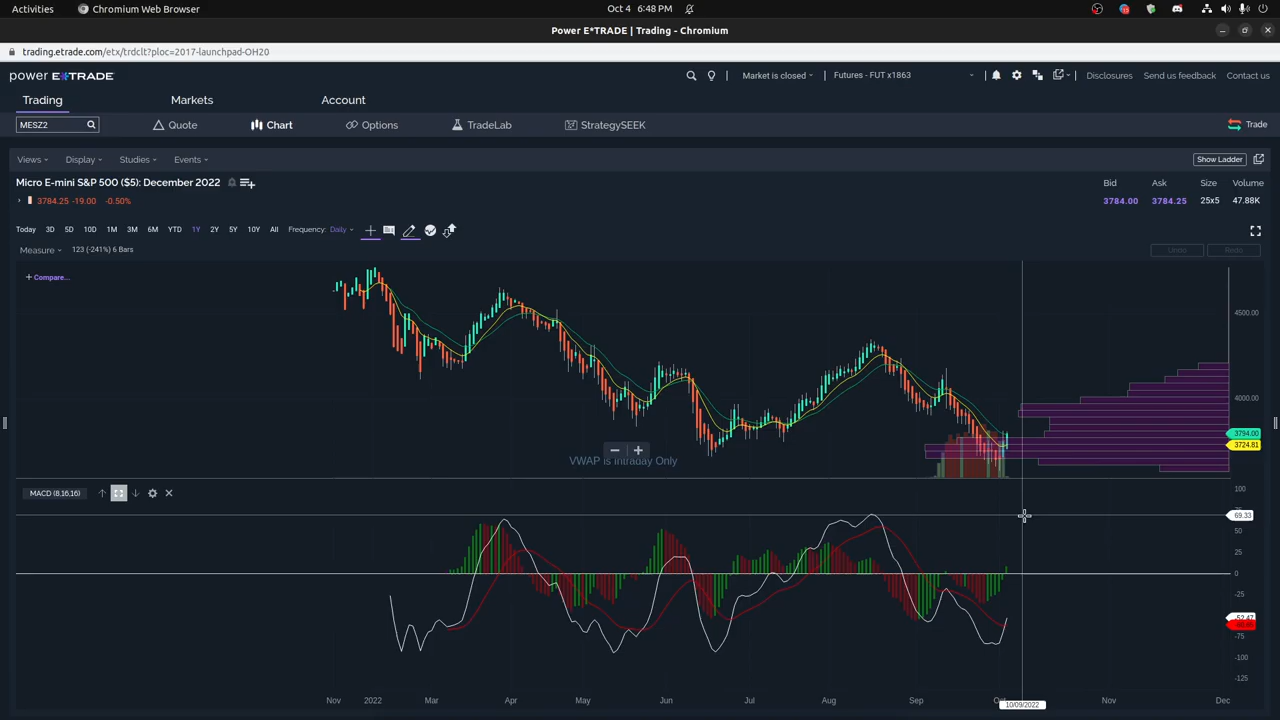 Activities Chromium Web Browser Oct 4 6:48 PM
Power E*TRADE | Trading - Chromium
trading.etrade.com/etx/trdclt?ploc=2017-launchpad-OH20
power E*TRADE Market is closed Futures - FUT x1863 Disclosures Send us feedback Contact us
Trading Markets Account
MESZ2 Quote Chart Options TradeLab StrategySEEK Trade
Views Display Studies Events Show Ladder
Micro E-mini S&P 500 ($5): December 2022 Bid Ask Size Volume
3784.25 -19.00 -0.50% 3784.00 3784.25 25x5 47.88K
Today 3D 5D 10D 1M 3M 6M YTD 1Y 2Y 5Y 10Y All Frequency: Daily
Measure 123 (-241%) 6 Bars Undo Redo
+ Compare...
4500.00
4000.00
3794.00
3724.81
VWAP is Intraday Only
MACD (8,16,16) 100
69.33
50
25
0
-25
-52.47
-75
-100
-125
Nov 2022 Mar Apr May Jun Jul Aug Sep Nov Dec
10/09/2022